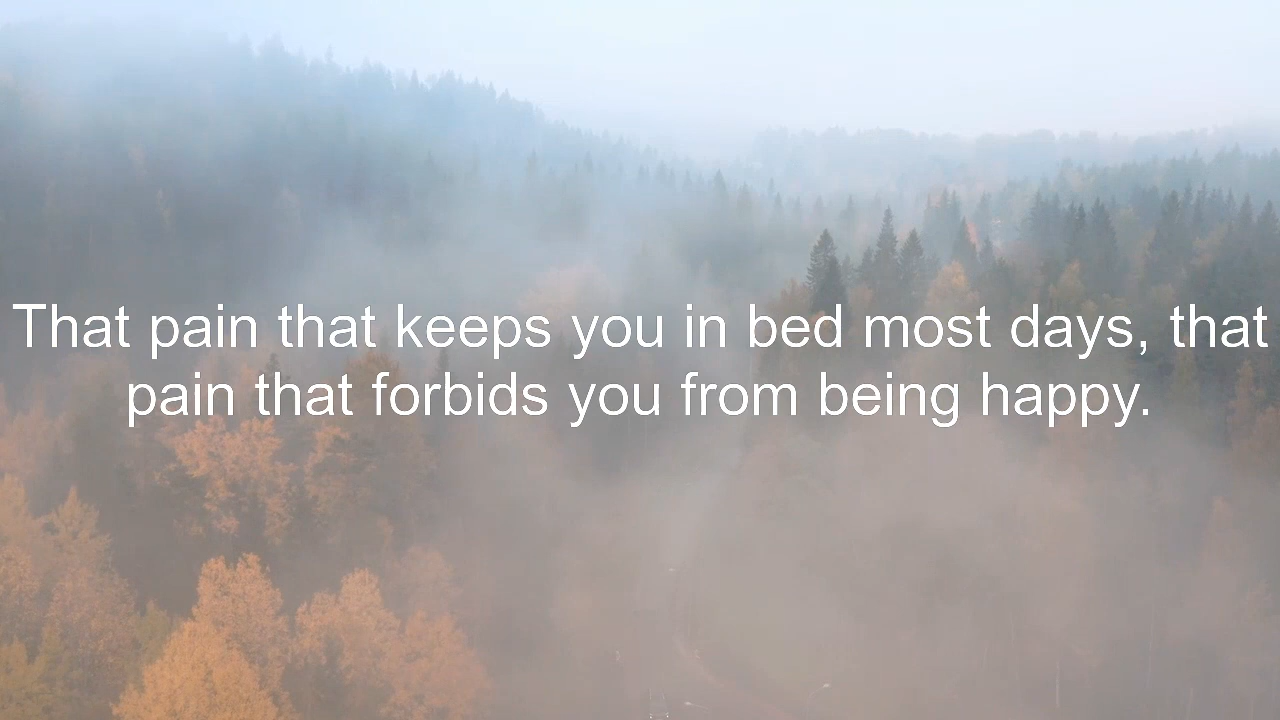 That pain that keeps you in bed most days, that
pain that forbids you from being happy.